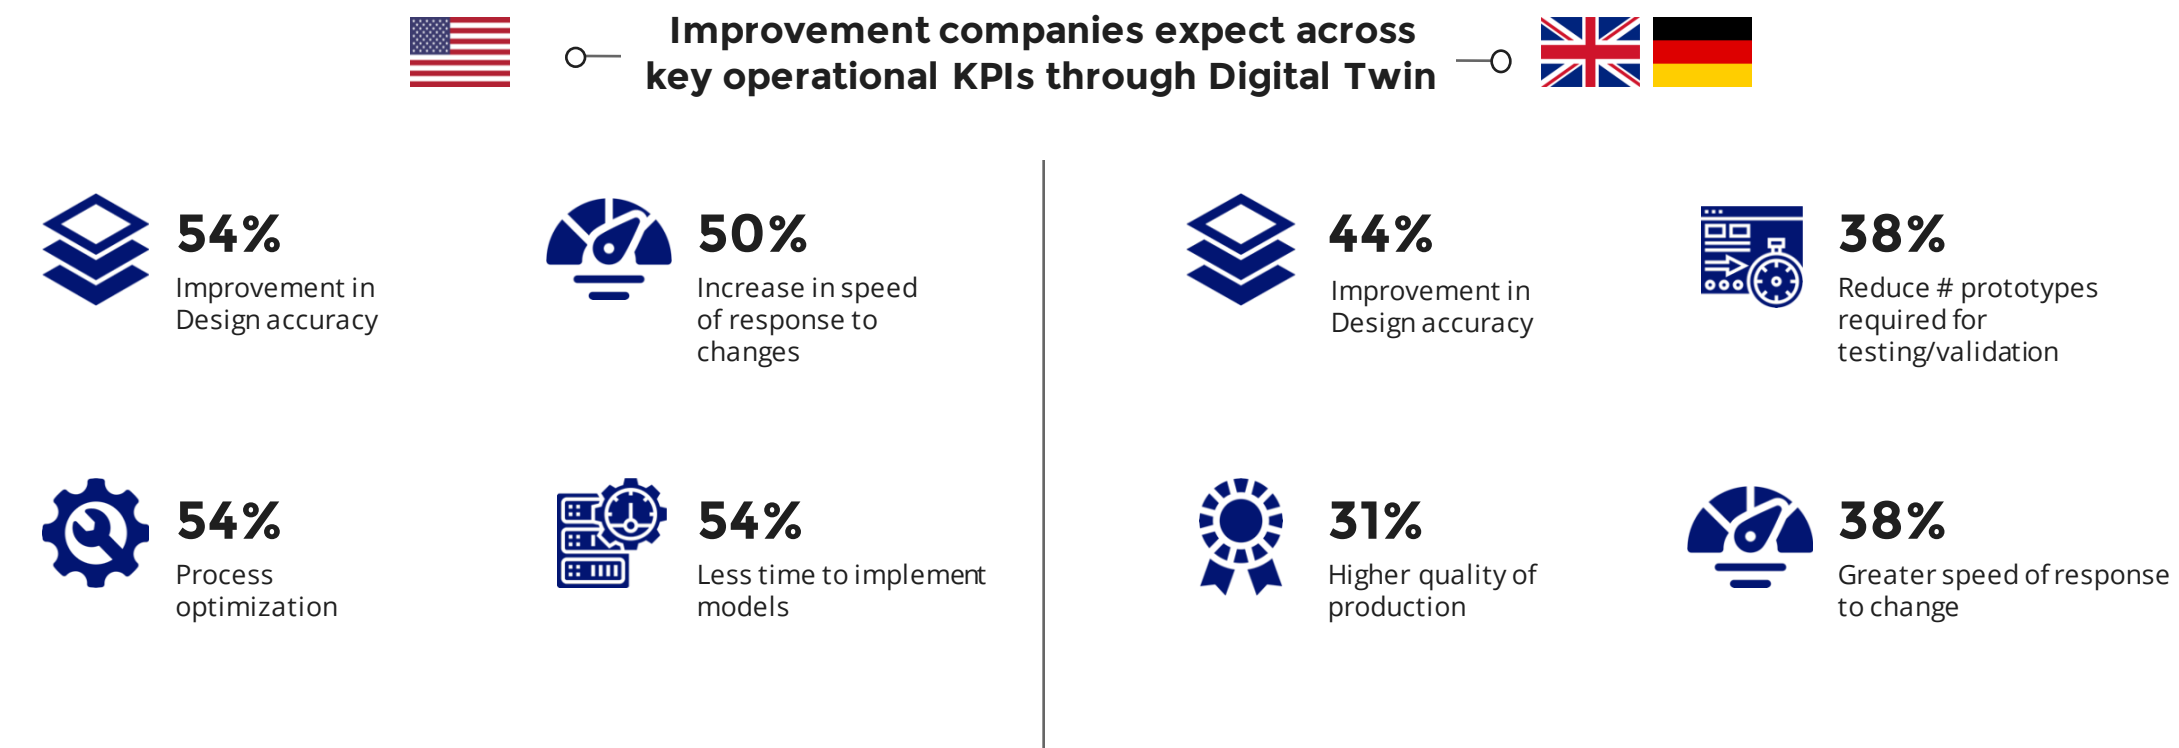 Improvement companies expect across
key operational KPIs through Digital Twin
54%
Improvement in
Design accuracy
50%
Increase in speed
of response to
changes
54%
Process
optimization
54%
Less time to implement
models
44%
Improvement in
Design accuracy
38%
Reduce # prototypes
required for
testing/validation
31%
Higher quality of
production
38%
Greater speed of response
to change